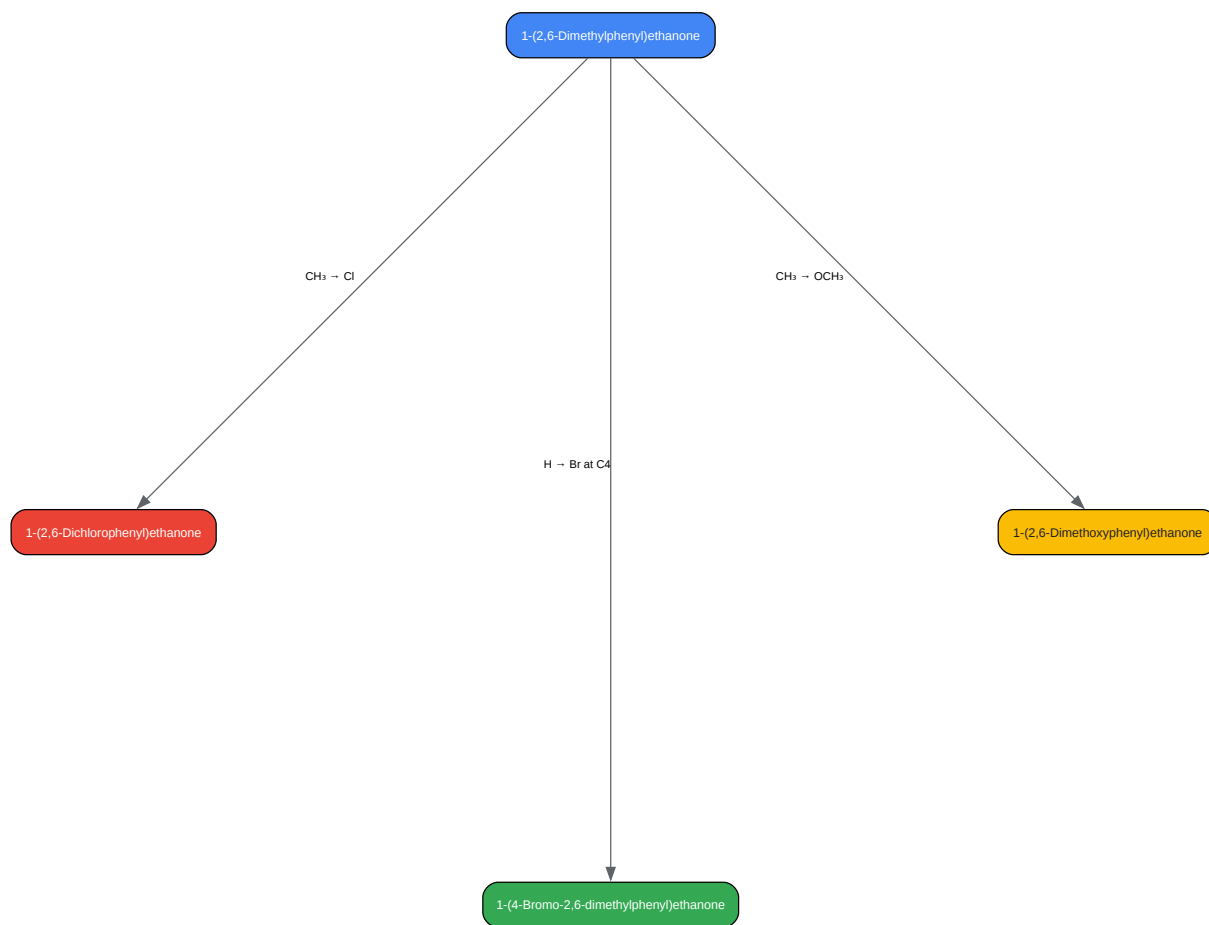 1-(2,6-Dimethylphenyl)ethanone
CH₃ → Cl
CH₃ → OCH₃
H → Br at C4
1-(2,6-Dichlorophenyl)ethanone
1-(2,6-Dimethoxyphenyl)ethanone
1-(4-Bromo-2,6-dimethylphenyl)ethanone